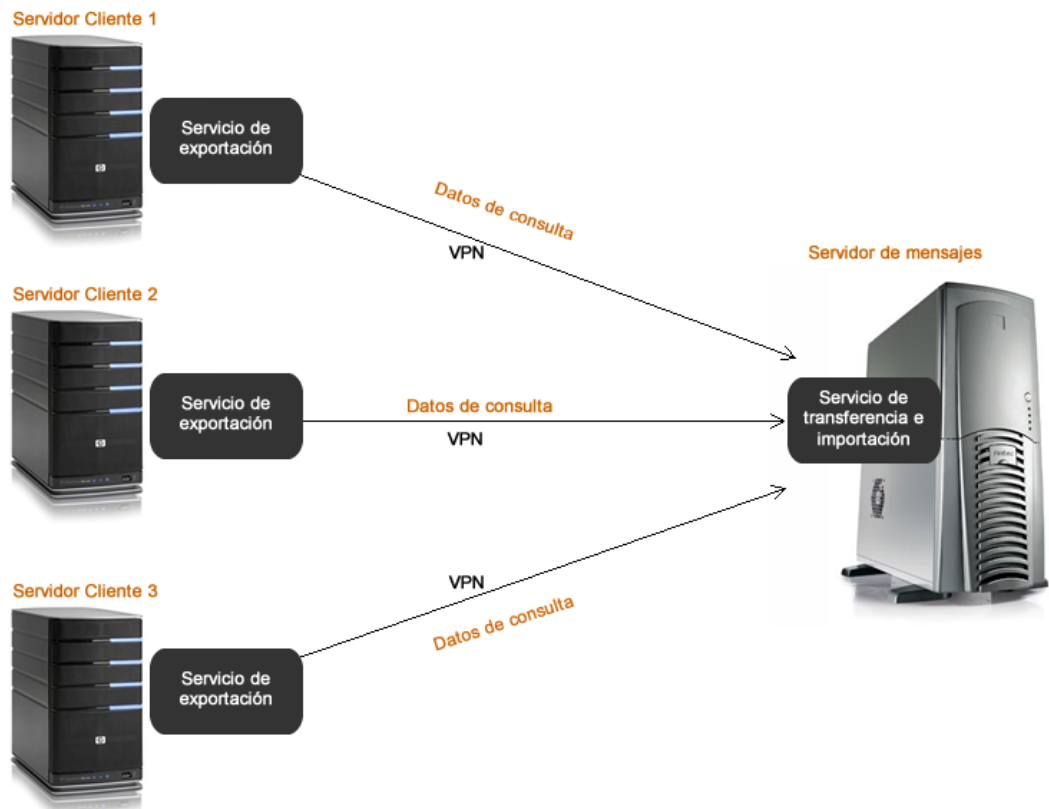 Servidor Cliente 1
Servicio de
exportación
Datos de consulta
VPN
Servidor de mensajes
Servidor Cliente 2
Servicio de
exportación
Datos de consulta
VPN
Servicio de
transferencia e
importación
Servidor Cliente 3
Servicio de
exportación
VPN
Datos de consulta